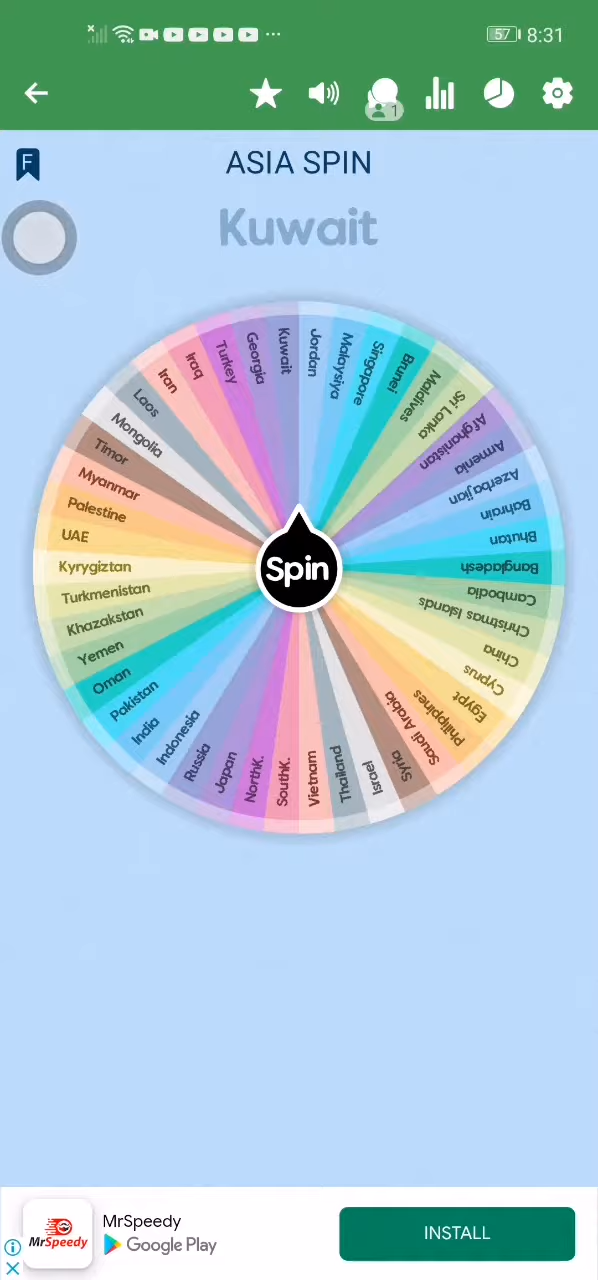 57 8:31
1
F
ASIA SPIN
Kuwait
Jordan
Malaysiya
Singapore
Brunei
Maldives
Sri Lanka
Afghanistan
Armenia
Azerbajian
Bahrain
Bhutan
Bangladesh
Cambodia
Christmas Islands
China
Cyprus
Egypt
Philippines
Saudi Arabia
Syria
Israel
Thailand
Vietnam
SouthK.
NorthK.
Japan
Russia
Indonesia
India
Pakistan
Oman
Yemen
Khazakstan
Turkmenistan
Kyrygiztan
UAE
Palestine
Myanmar
Timor
Mongolia
Laos
Iran
Iraq
Turkey
Georgia
Kuwait
Spin
MrSpeedy
MrSpeedy
Google Play
INSTALL